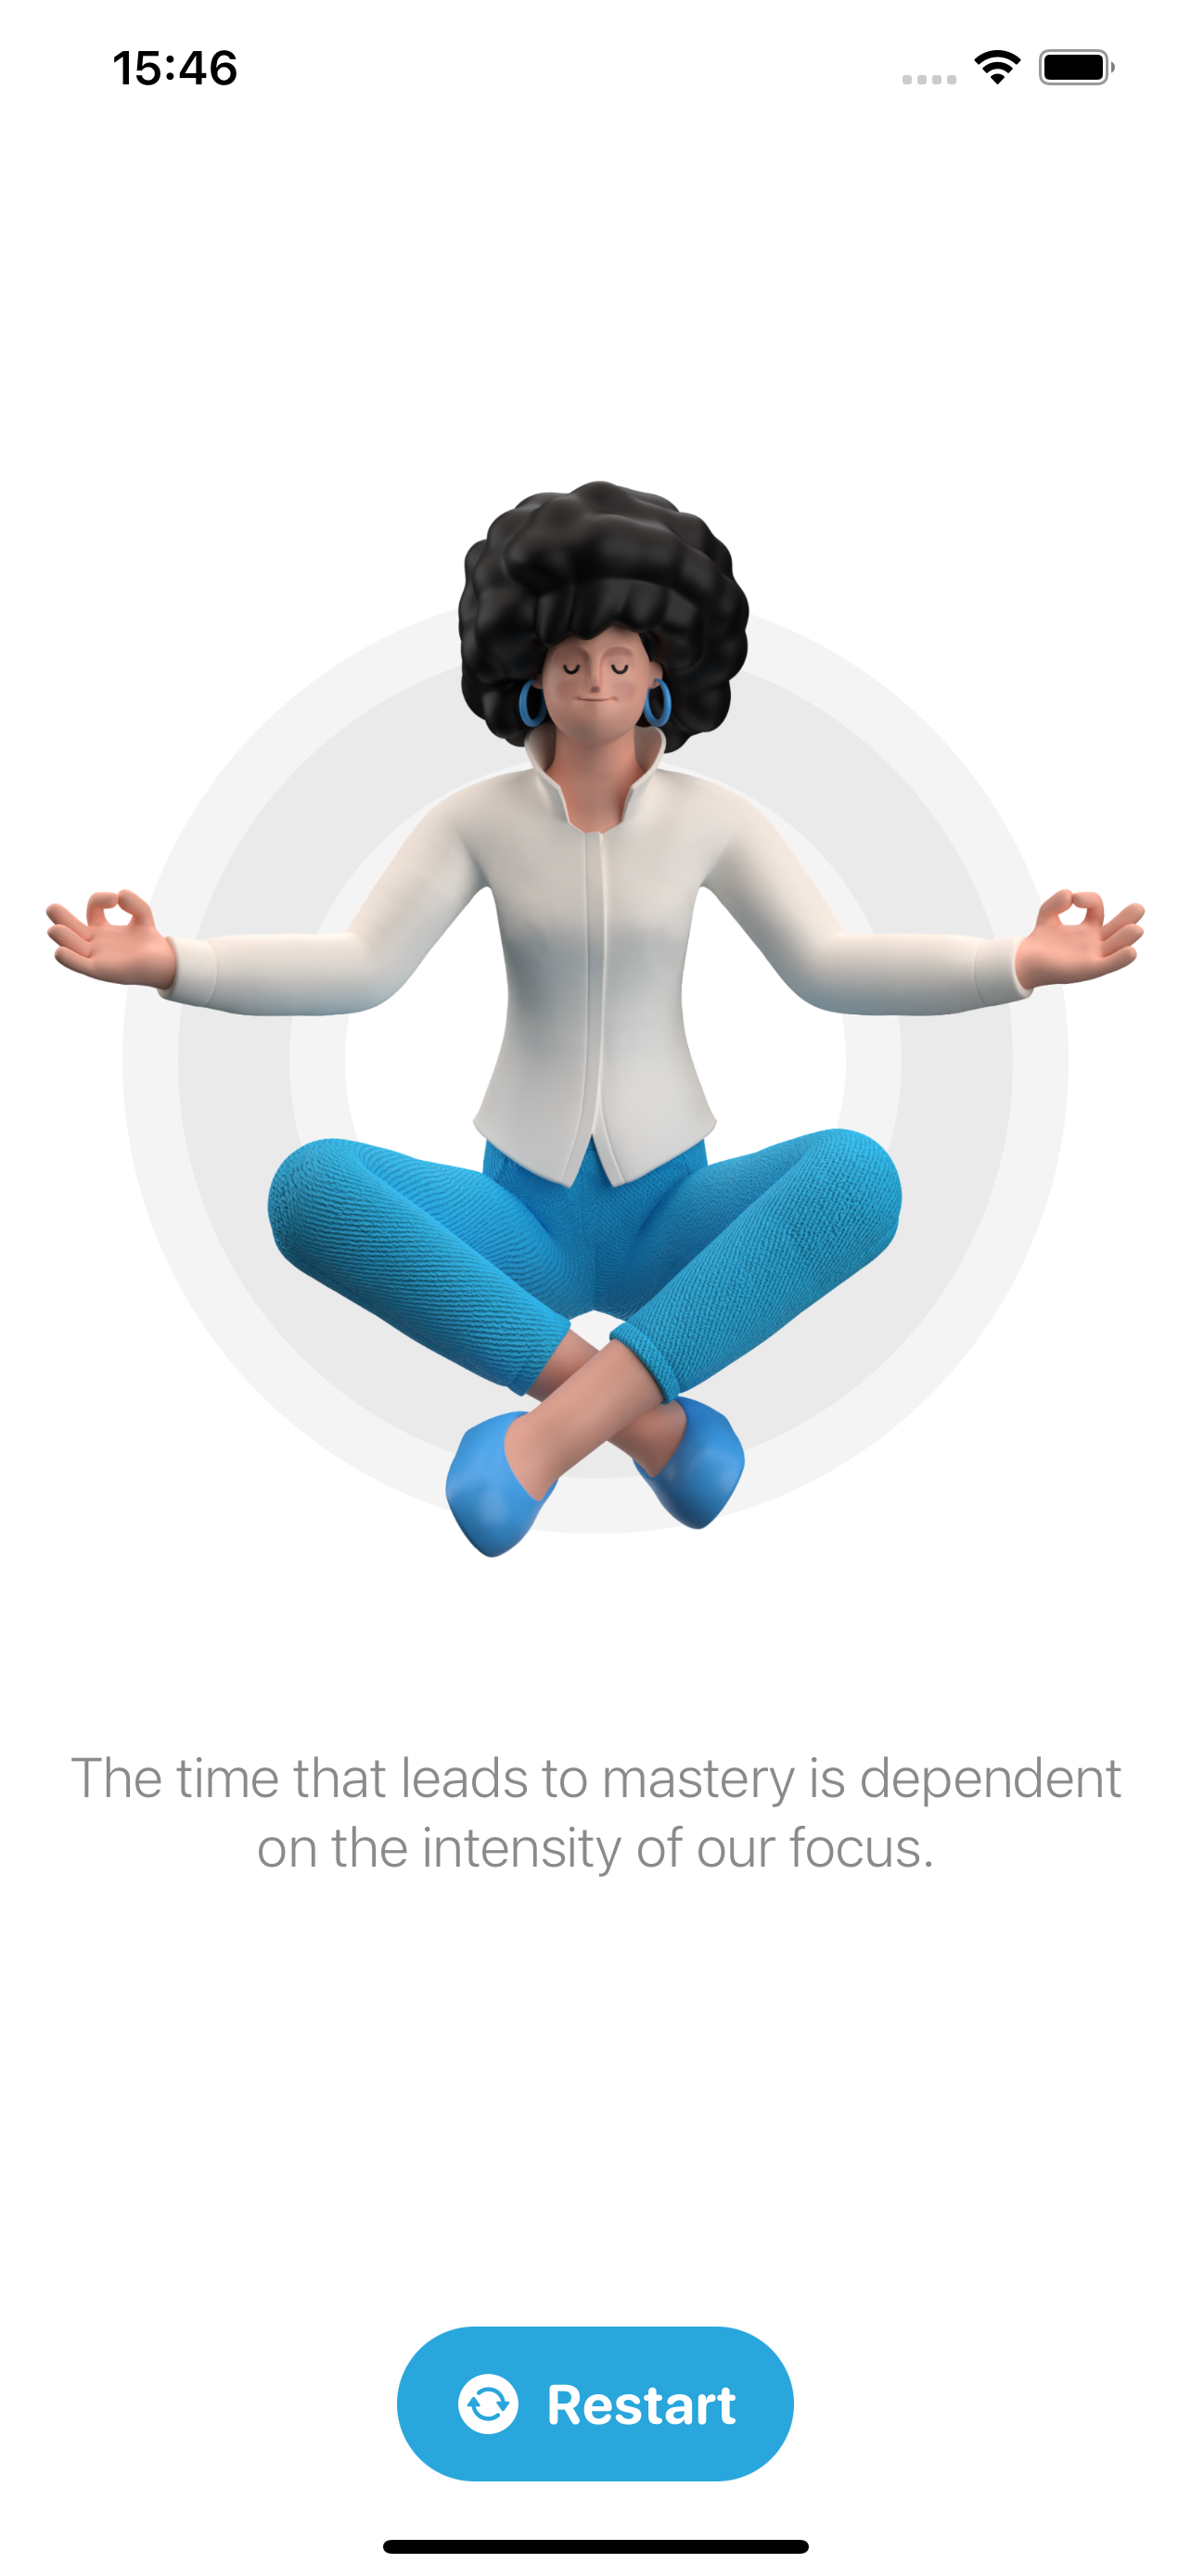 15:46
The time that leads to mastery is dependent
on the intensity of our focus.
Restart